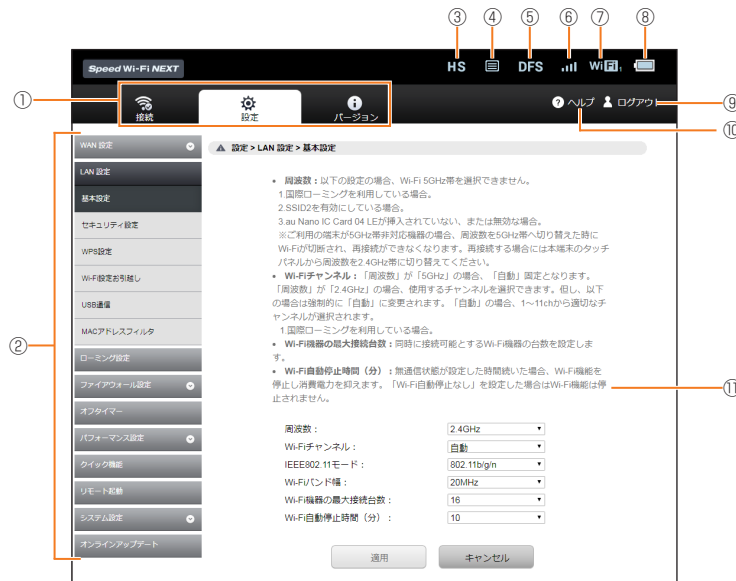 ③ ④ ⑤ ⑥ ⑦ ⑧
Speed Wi-Fi NEXT
HS DFS WiFi 1
①
接続 設定 バージョン
? ヘルプ ログアウト
⑨
⑩
②
WAN 設定
LAN 設定
基本設定
セキュリティ設定
WPS設定
Wi-Fi設定お引越し
USB通信
MACアドレスフィルタ
ローミング設定
ファイアウォール設定
オフタイマー
パフォーマンス設定
クイック機能
リモート起動
システム設定
オンラインアップデート
設定 > LAN 設定 > 基本設定
• 周波数：以下の設定の場合、Wi-Fi 5GHz帯を選択できません。
1.国際ローミングを利用している場合。
2.SSID2を有効にしている場合。
3.au Nano IC Card 04 LEが挿入されていない、または無効な場合。
※ご利用の端末が5GHz帯非対応機器の場合、周波数を5GHz帯へ切り替えた時に
Wi-Fiが切断され、再接続ができなくなります。再接続する場合には本端末のタッチ
パネルから周波数を2.4GHz帯に切り替えてください。
• Wi-Fiチャンネル：「周波数」が「5GHz」の場合、「自動」固定となります。
「周波数」が「2.4GHz」の場合、使用するチャンネルを選択できます。但し、以下
の場合は強制的に「自動」に変更されます。「自動」の場合、1～11chから適切なチ
ャンネルが選択されます。
1.国際ローミングを利用している場合。
• Wi-Fi機器の最大接続台数：同時に接続可能とするWi-Fi機器の台数を設定しま
す。
• Wi-Fi自動停止時間（分）：無通信状態が設定した時間続いた場合、Wi-Fi機能を
停止し消費電力を抑えます。「Wi-Fi自動停止なし」を設定した場合はWi-Fi機能は停
止されません。
⑪
周波数： 2.4GHz
Wi-Fiチャンネル： 自動
IEEE802.11モード： 802.11b/g/n
Wi-Fiバンド幅： 20MHz
Wi-Fi機器の最大接続台数： 16
Wi-Fi自動停止時間（分）： 10
適用 キャンセル